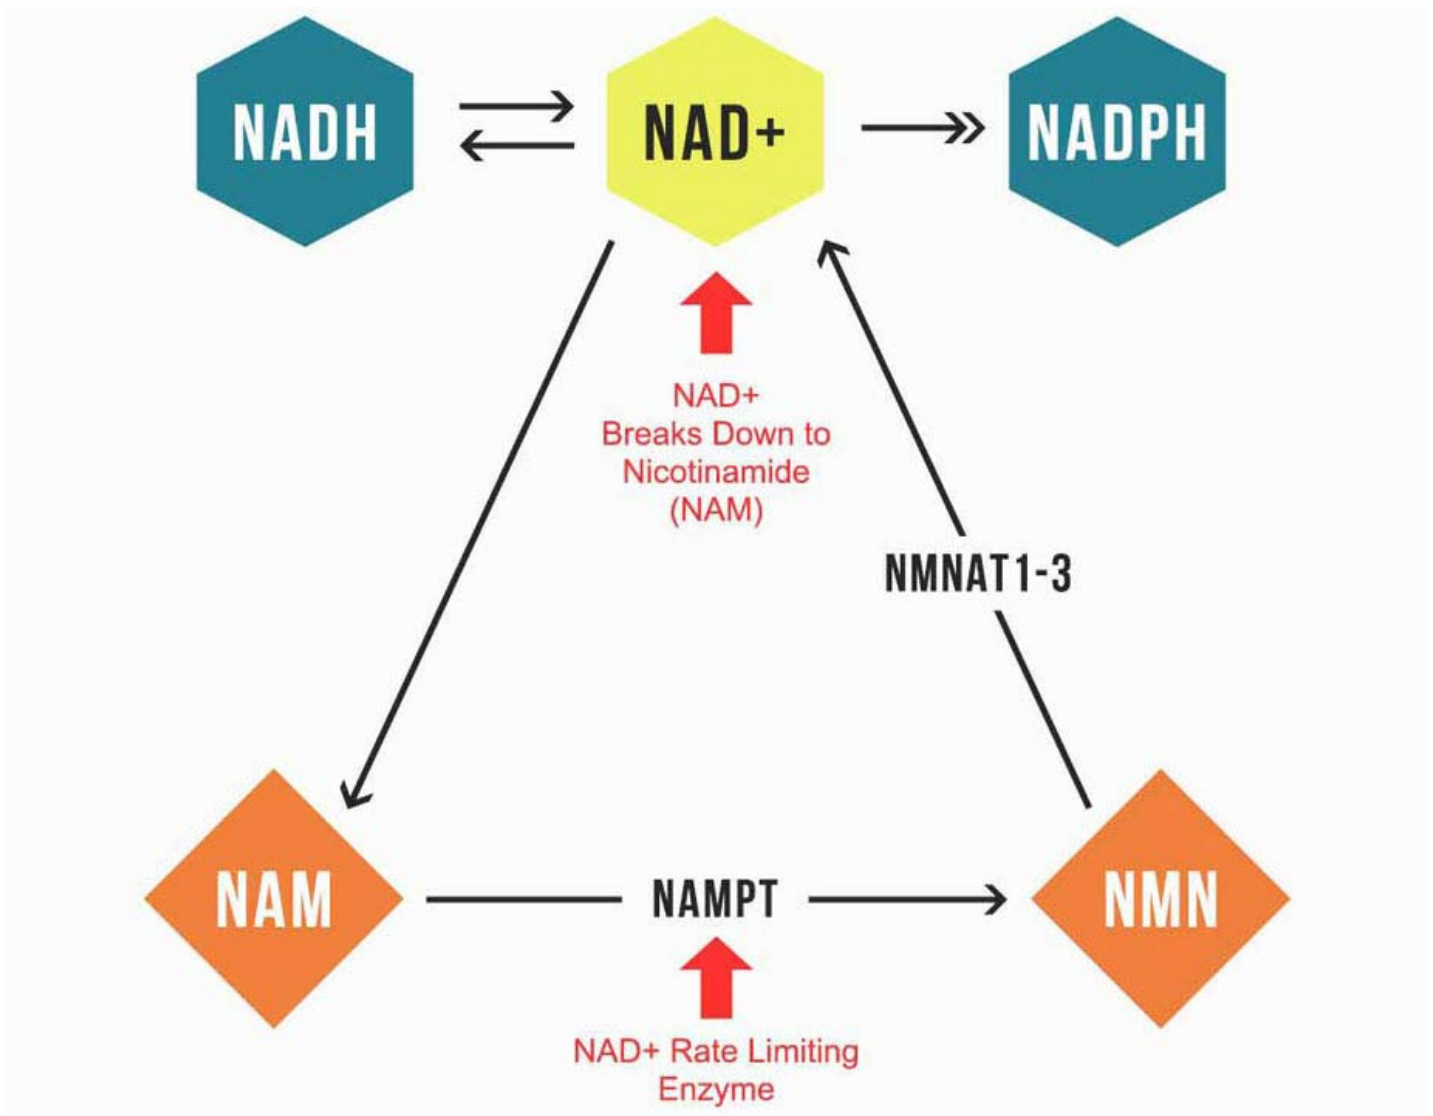 NADH
NAD+
NADPH
NAD+
Breaks Down to
Nicotinamide
(NAM)
NMNAT1-3
NAM
NAMPT
NMN
NAD+ Rate Limiting
Enzyme